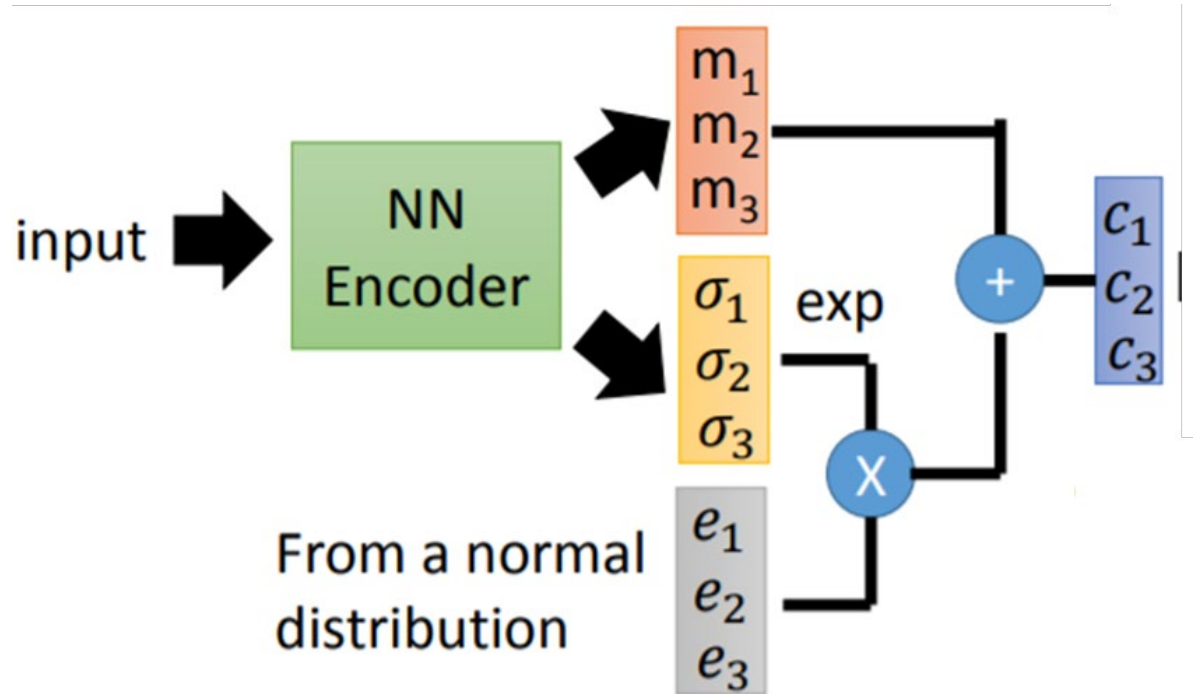 input
NN
Encoder
m₁
m₂
m₃
σ₁
σ₂
σ₃
exp
From a normal
distribution
e₁
e₂
e₃
X
+
c₁
c₂
c₃